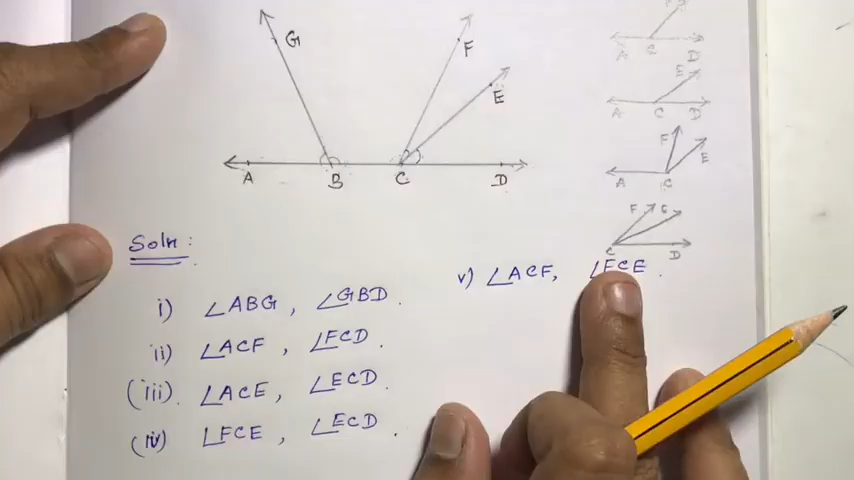 G
F
E
A B C D
A C D
E
A C D
F
E
A C
F E
C D
Soln:
i) ∠ABG, ∠GBD.
ii) ∠ACF, ∠FCD.
(iii). ∠ACE, ∠ECD.
(iv) ∠FCE, ∠ECD.
v) ∠ACF, ∠FCE.